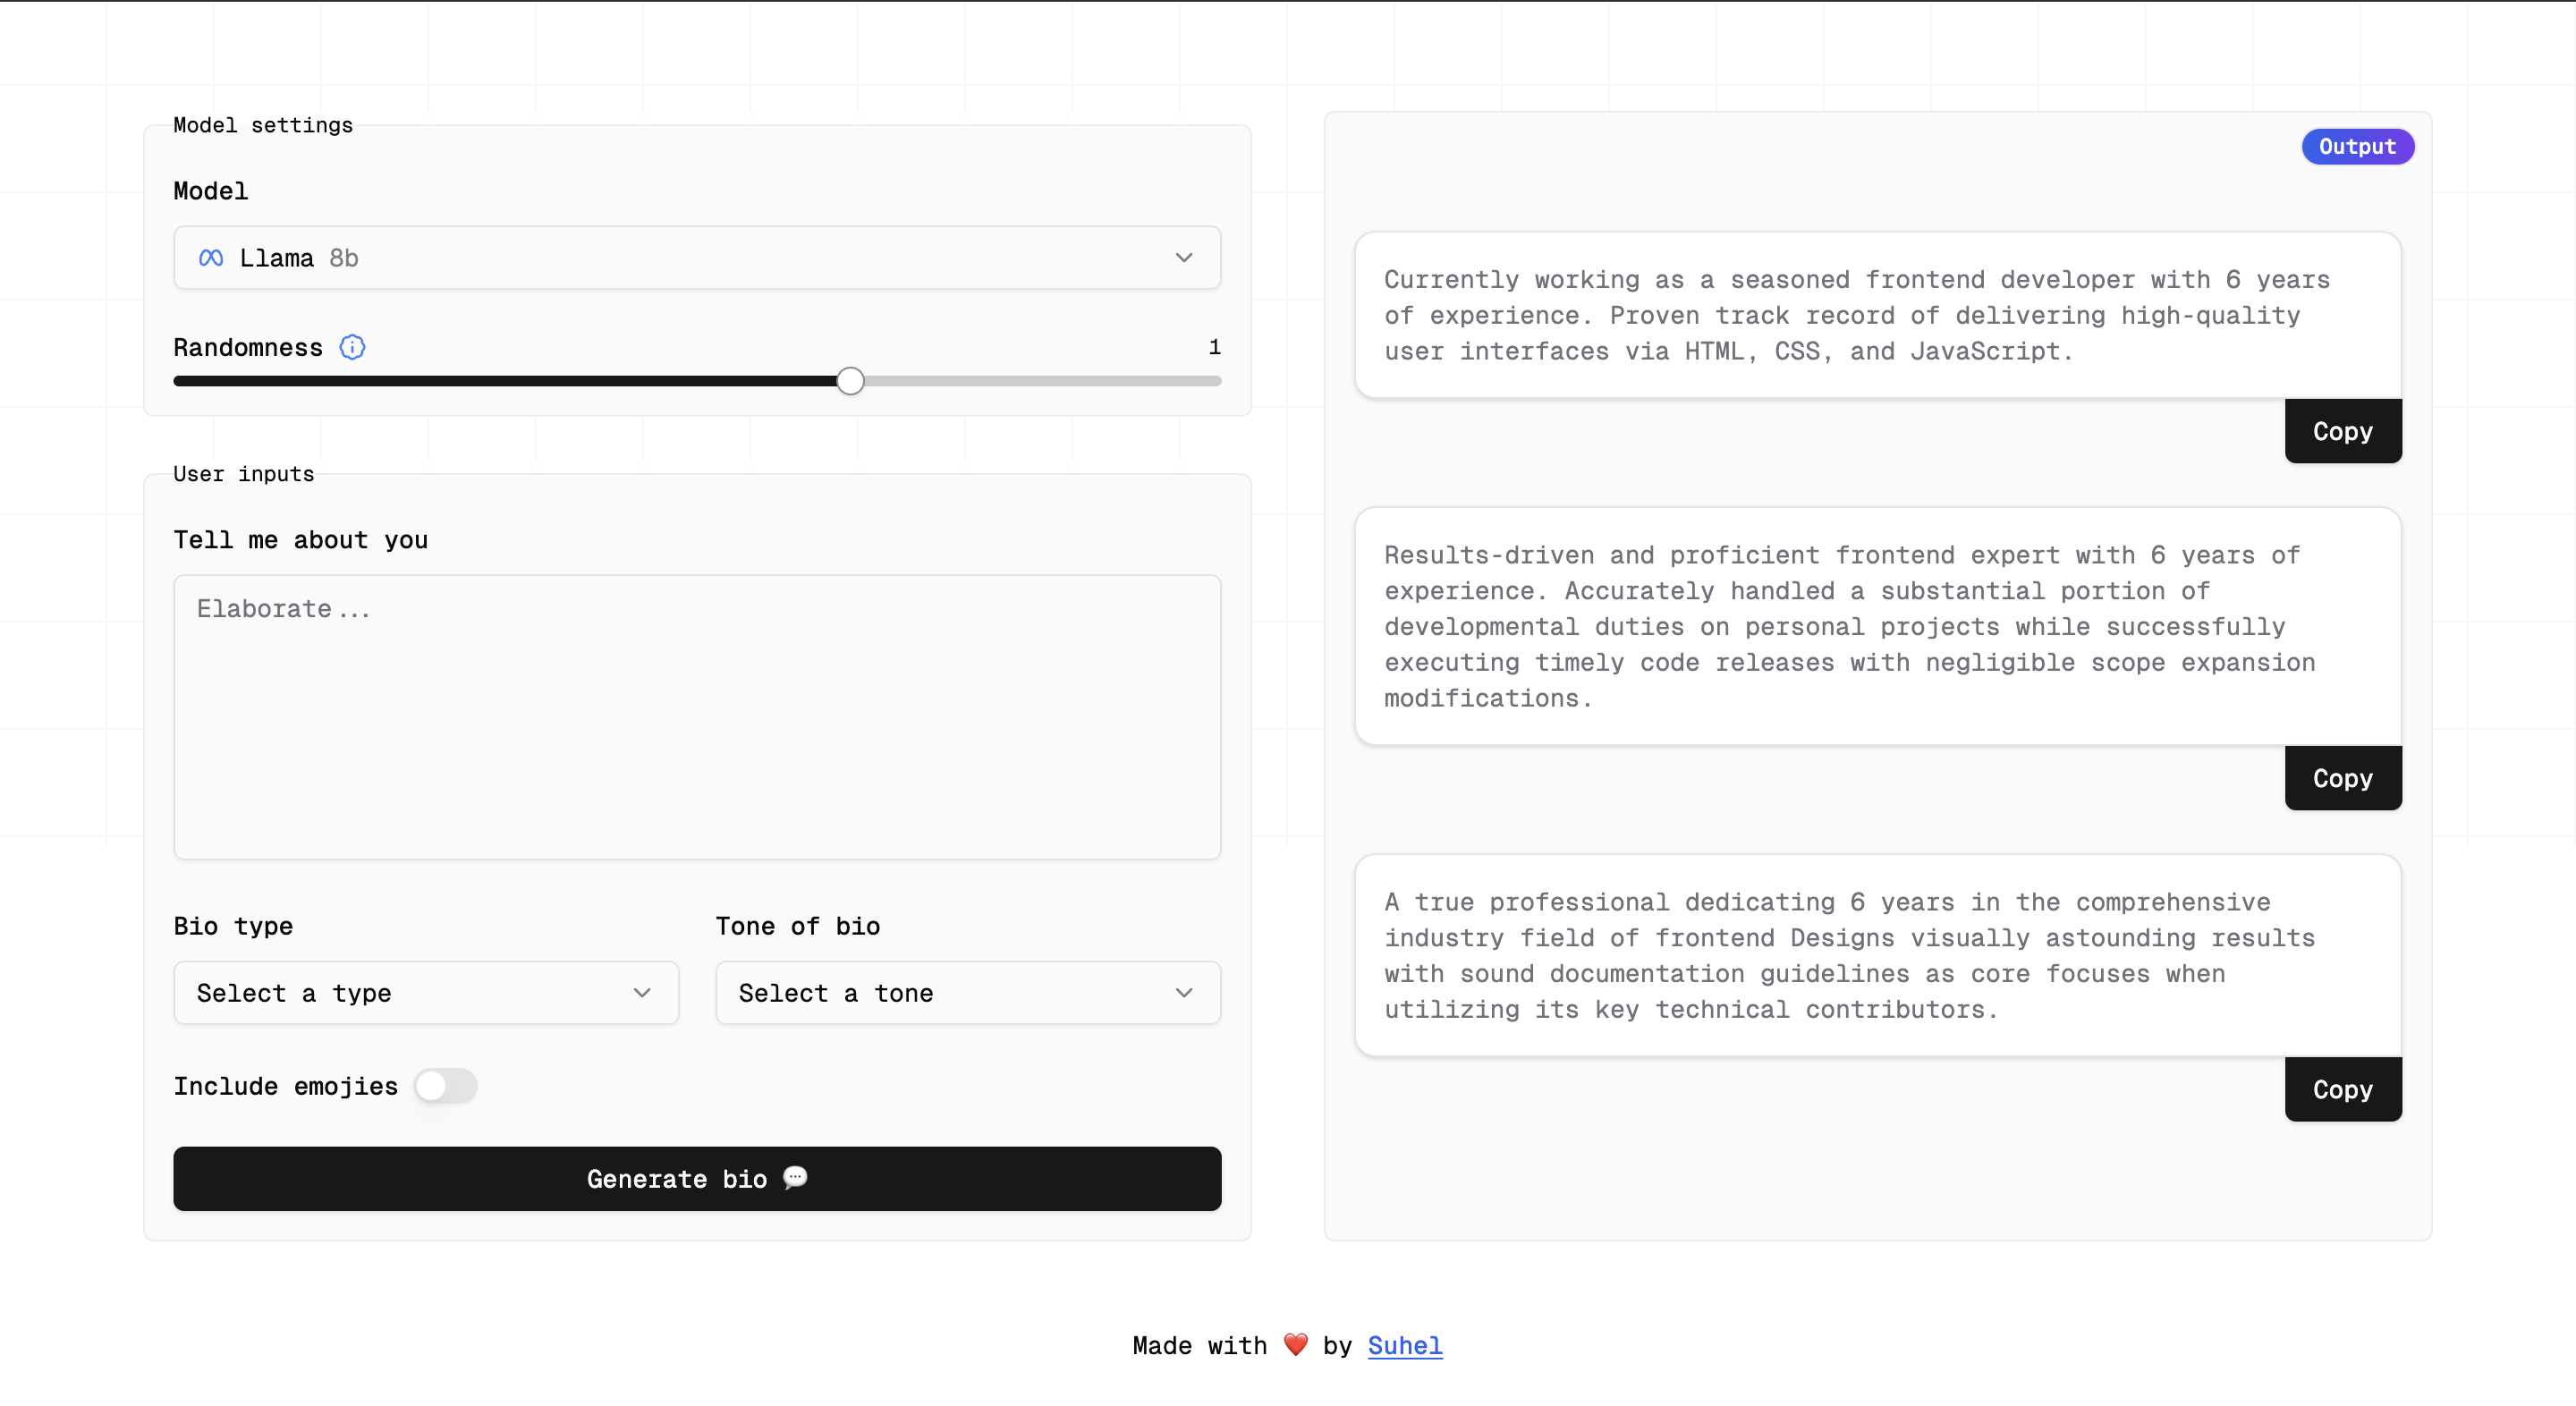 Model settings
Model
Llama 8b
Randomness
1
User inputs
Tell me about you
Elaborate...
Bio type
Tone of bio
Select a type
Select a tone
Include emojies
Generate bio 💬
Output
Currently working as a seasoned frontend developer with 6 years
of experience. Proven track record of delivering high-quality
user interfaces via HTML, CSS, and JavaScript.
Copy
Results-driven and proficient frontend expert with 6 years of
experience. Accurately handled a substantial portion of
developmental duties on personal projects while successfully
executing timely code releases with negligible scope expansion
modifications.
Copy
A true professional dedicating 6 years in the comprehensive
industry field of frontend Designs visually astounding results
with sound documentation guidelines as core focuses when
utilizing its key technical contributors.
Copy
Made with ❤️ by Suhel